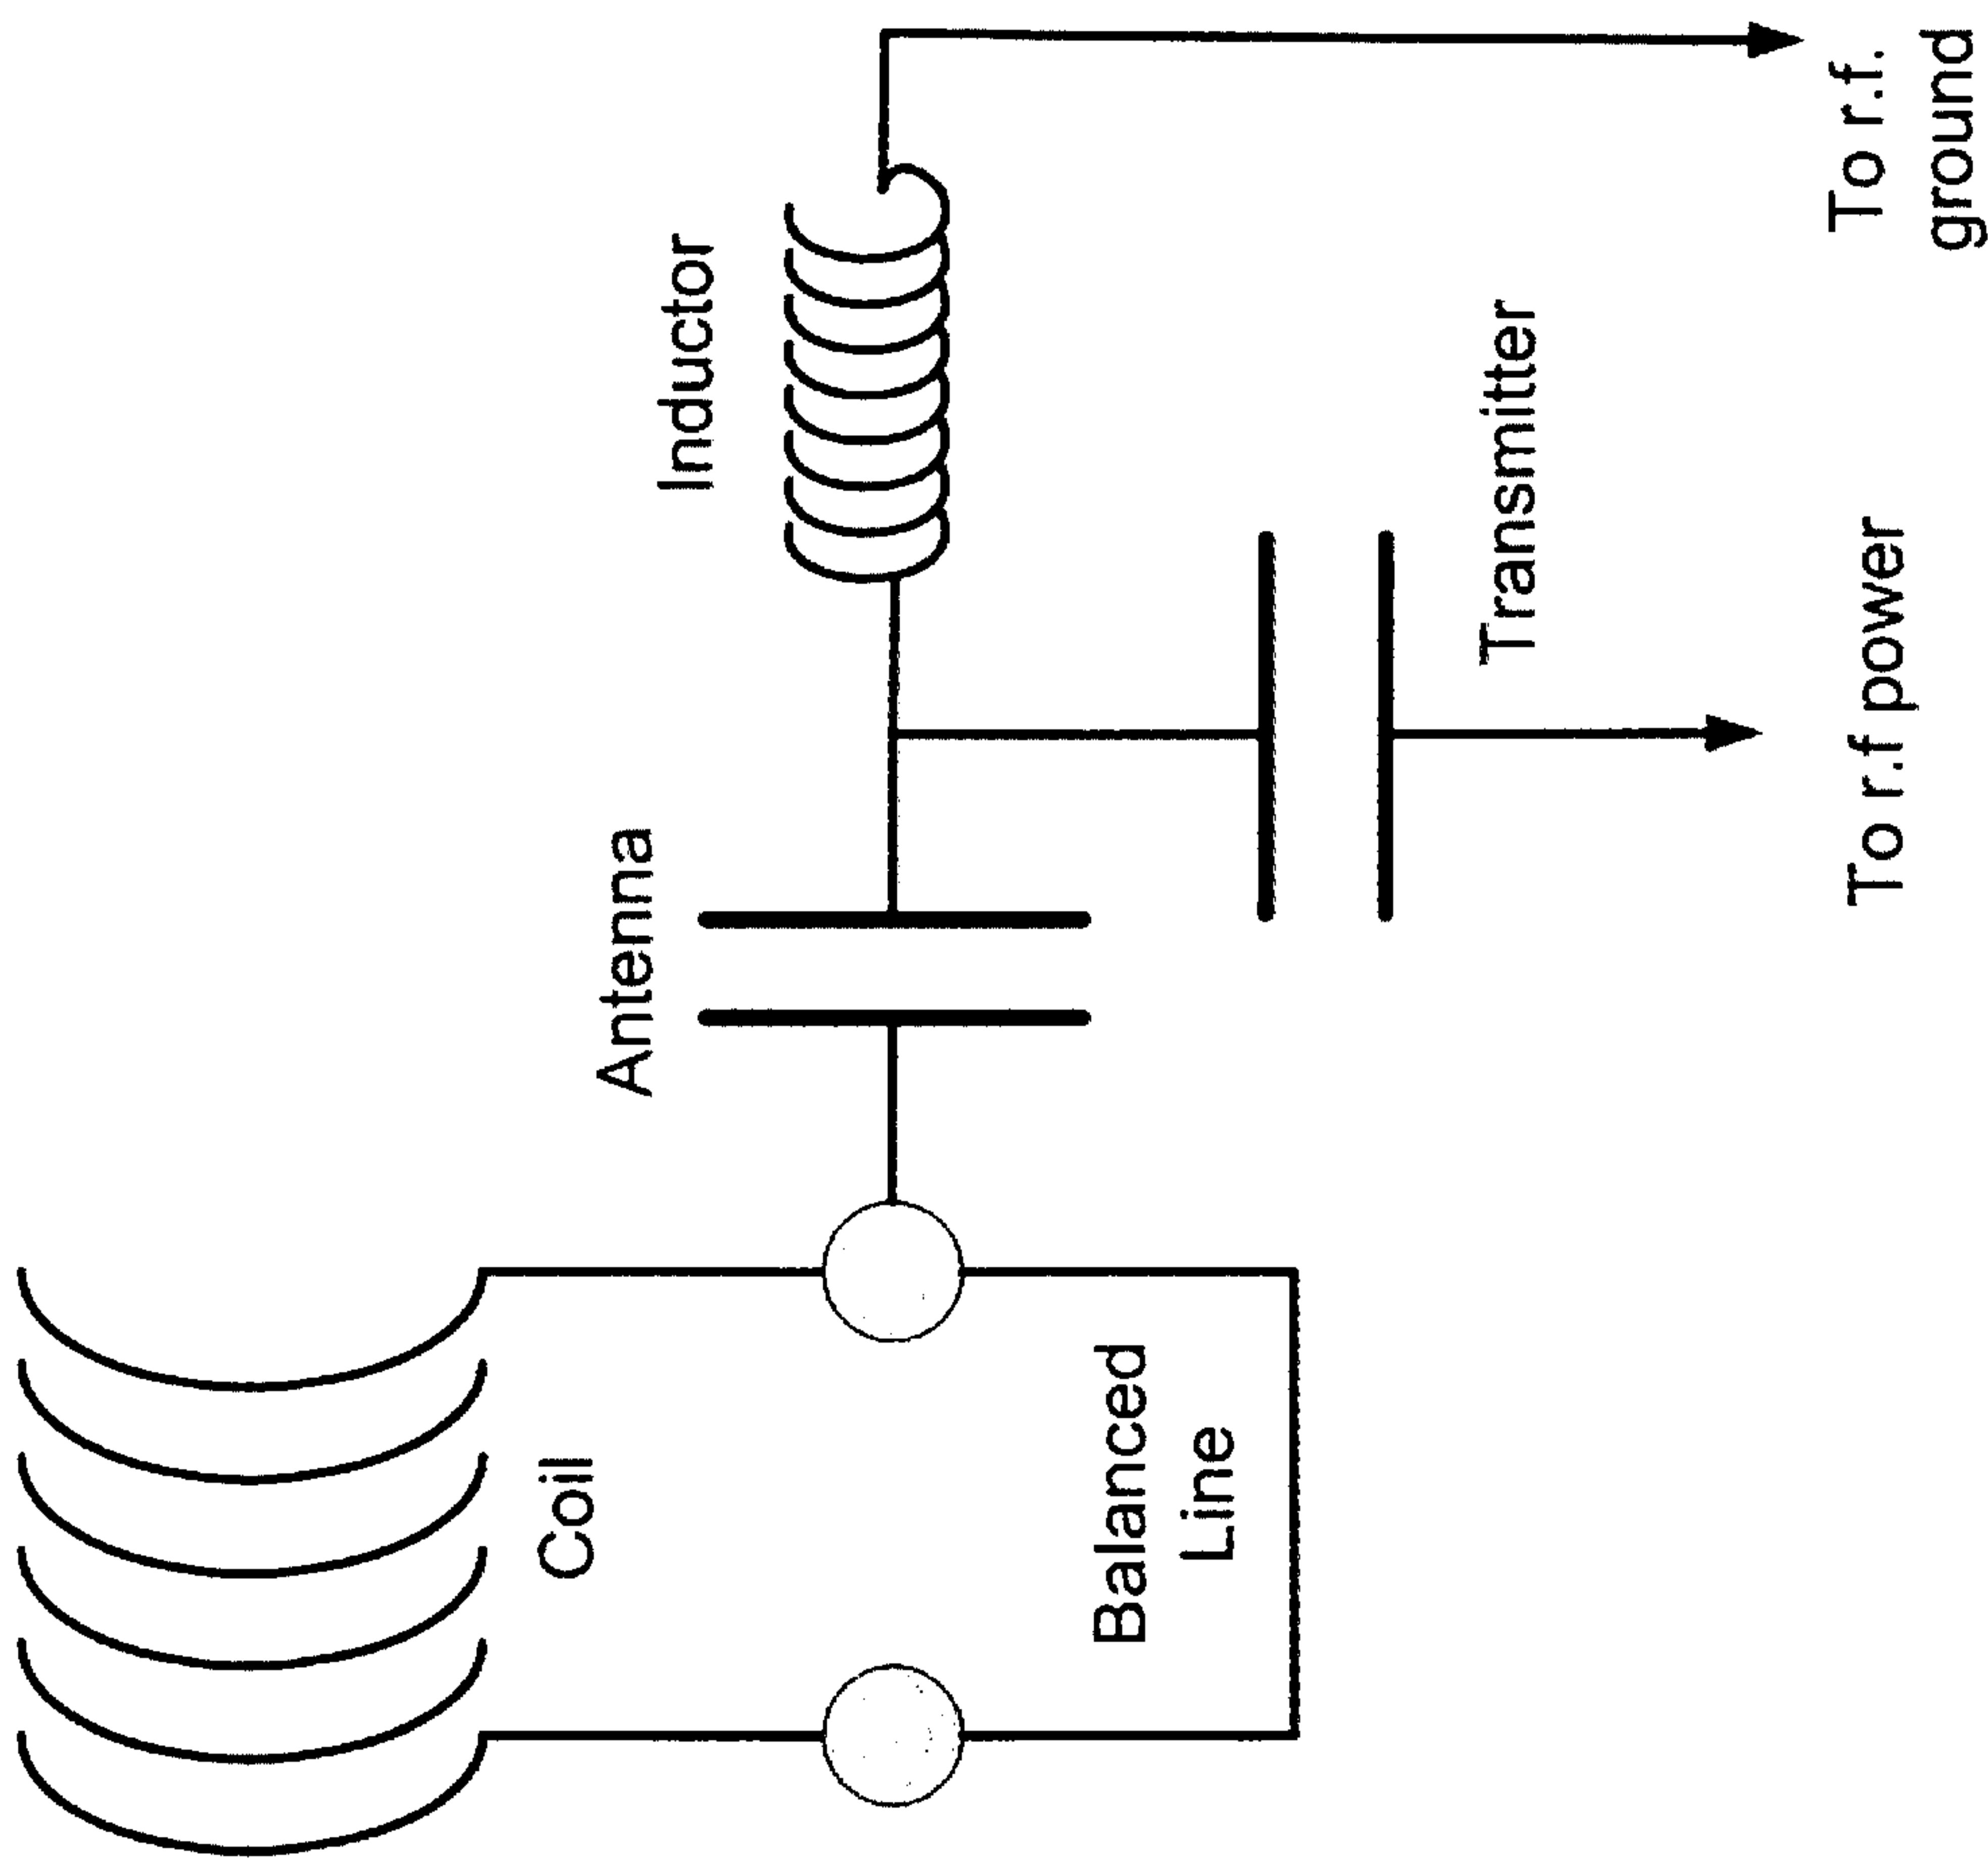 Coil
Antenna
Inductor
Balanced
Line
Transmitter
To r.f power
To r.f.
ground